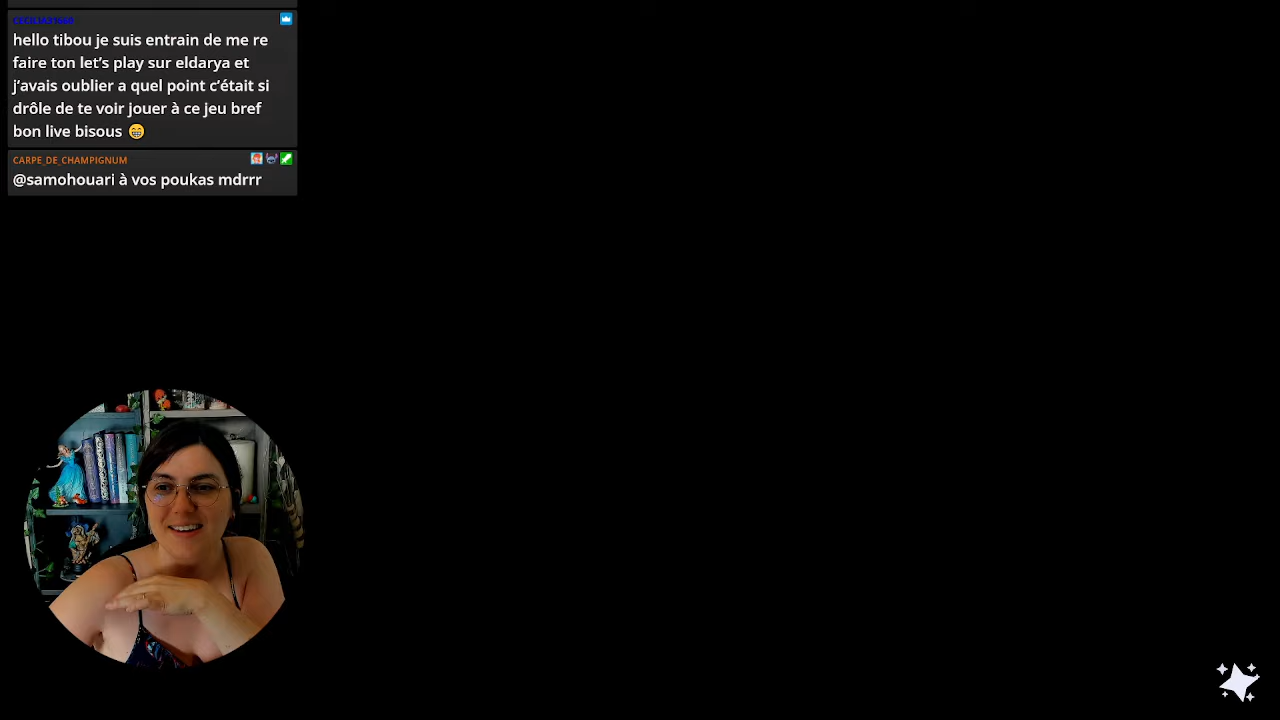 CECILIA31660
hello tibou je suis entrain de me re
faire ton let’s play sur eldarya et
j’avais oublier a quel point c’était si
drôle de te voir jouer à ce jeu bref
bon live bisous 😁
CARPE_DE_CHAMPIGNUM
@samohouari à vos poukas mdrrr